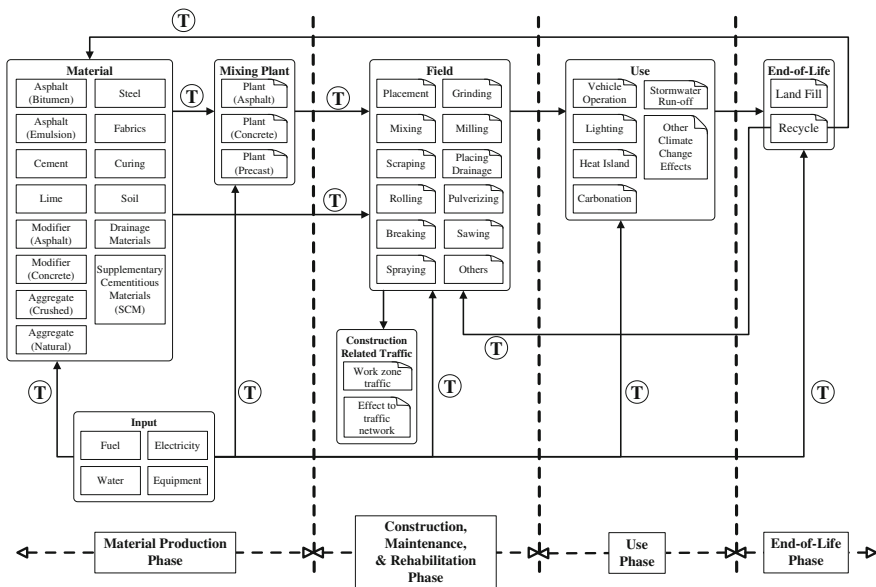 T
Material
Asphalt
(Bitumen)
Steel
Asphalt
(Emulsion)
Fabrics
Cement
Curing
Lime
Soil
Modifier
(Asphalt)
Drainage
Materials
Modifier
(Concrete)
Supplementary
Cementitious
Materials
(SCM)
Aggregate
(Crushed)
Aggregate
(Natural)
T
Mixing Plant
Plant
(Asphalt)
Plant
(Concrete)
Plant
(Precast)
T
T
Field
Placement
Grinding
Mixing
Milling
Scraping
Placing
Drainage
Rolling
Pulverizing
Breaking
Sawing
Spraying
Others
Use
Vehicle
Operation
Stormwater
Run-off
Lighting
Other
Climate
Change
Effects
Heat Island
Carbonation
End-of-Life
Land Fill
Recycle
T
T
Construction
Related Traffic
Work zone
traffic
Effect to
traffic
network
T
T
T
T
T
Input
Fuel
Electricity
Water
Equipment
Material Production
Phase
Construction,
Maintenance,
& Rehabilitation
Phase
Use
Phase
End-of-Life
Phase